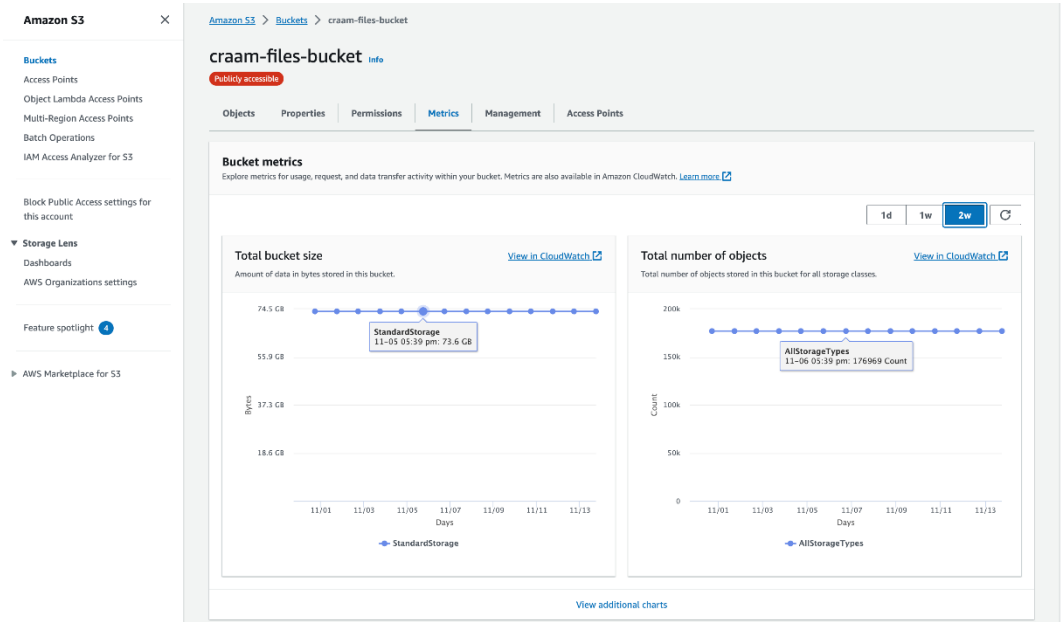 Amazon S3
Buckets
Access Points
Object Lambda Access Points
Multi-Region Access Points
Batch Operations
IAM Access Analyzer for S3
Block Public Access settings for
this account
Storage Lens
Dashboards
AWS Organizations settings
Feature spotlight 4
AWS Marketplace for S3
Amazon S3 > Buckets > craam-files-bucket
craam-files-bucket Info
Publicly accessible
Objects Properties Permissions Metrics Management Access Points
Bucket metrics
Explore metrics for usage, request, and data transfer activity within your bucket. Metrics are also available in Amazon CloudWatch. Learn more
1d 1w 2w
Total bucket size View in CloudWatch
Amount of data in bytes stored in this bucket.
74.5 GB
55.9 GB
37.3 GB
18.6 GB
Bytes
StandardStorage
11-05 05:39 pm: 73.6 GB
11/01 11/03 11/05 11/07 11/09 11/11 11/13
Days
StandardStorage
Total number of objects View in CloudWatch
Total number of objects stored in this bucket for all storage classes.
200k
150k
100k
50k
0
Count
AllStorageTypes
11-06 05:39 pm: 176969 Count
11/01 11/03 11/05 11/07 11/09 11/11 11/13
Days
AllStorageTypes
View additional charts